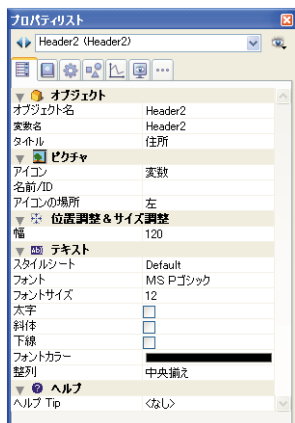 プロパティリスト
Header2 (Header2)
オブジェクト
オブジェクト名 Header2
変数名 Header2
タイトル 住所
ピクチャ
アイコン 変数
名前/ID
アイコンの場所 左
位置調整＆サイズ調整
幅 120
テキスト
スタイルシート Default
フォント MS Pゴシック
フォントサイズ 12
太字
斜体
下線
フォントカラー
整列 中央揃え
ヘルプ
ヘルプ Tip <なし>